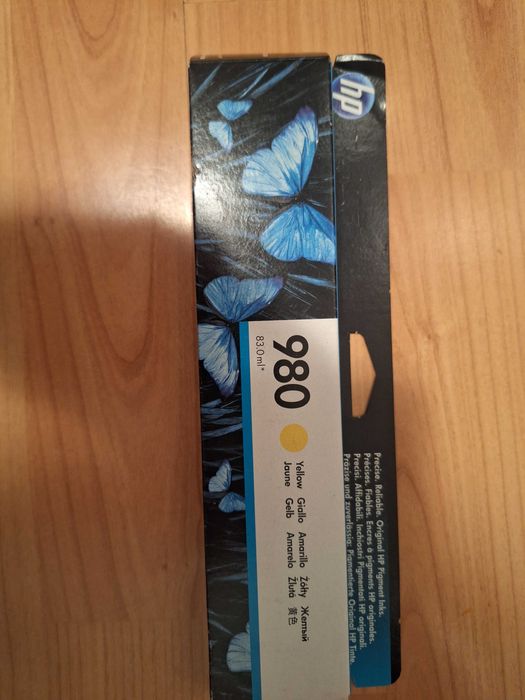 hp
980
83.0ml*
Yellow Giallo Amarillo Żółty Желтый
Jaune Gelb Amarelo Žlutá 黄色
Precise. Reliable. Original HP Pigment Inks.
Précises. Fiables. Encres à pigments HP originales.
Precisi. Affidabili. Inchiostri Pigmentati HP originali.
Präzise und zuverlässig: Pigmentierte Original HP Tinte.